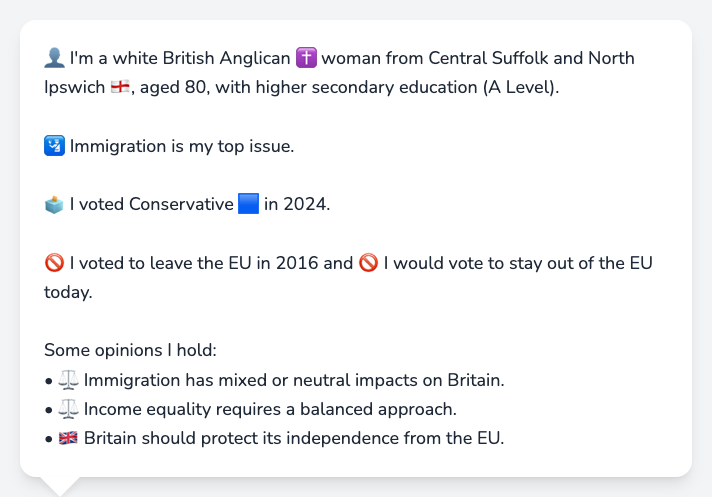 👤 I'm a white British Anglican ✝️ woman from Central Suffolk and North
Ipswich 🏴󠁧󠁢󠁥󠁮󠁧󠁿, aged 80, with higher secondary education (A Level).
🛂 Immigration is my top issue.
🗳️ I voted Conservative 🟦 in 2024.
🚫 I voted to leave the EU in 2016 and 🚫 I would vote to stay out of the EU
today.
Some opinions I hold:
• ⚖️ Immigration has mixed or neutral impacts on Britain.
• ⚖️ Income equality requires a balanced approach.
• 🇬🇧 Britain should protect its independence from the EU.